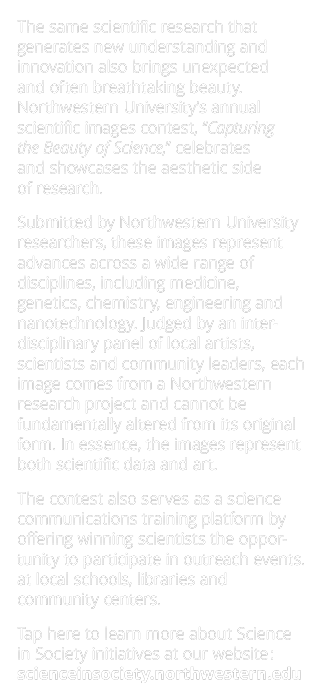 The same scientific research that
generates new understanding and
innovation also brings unexpected
and often breathtaking beauty.
Northwestern University's annual
scientific images contest, "Capturing
the Beauty of Science," celebrates
and showcases the aesthetic side
of research.
Submitted by Northwestern University
researchers, these images represent
advances across a wide range of
disciplines, including medicine,
genetics, chemistry, engineering and
nanotechnology. Judged by an inter-
disciplinary panel of local artists,
scientists and community leaders, each
image comes from a Northwestern
research project and cannot be
fundamentally altered from its original
form. In essence, the images represent
both scientific data and art.
The contest also serves as a science
communications training platform by
offering winning scientists the oppor-
tunity to participate in outreach events.
at local schools, libraries and
community centers.
Tap here to learn more about Science
in Society initiatives at our website:
scienceinsociety.northwestern.edu